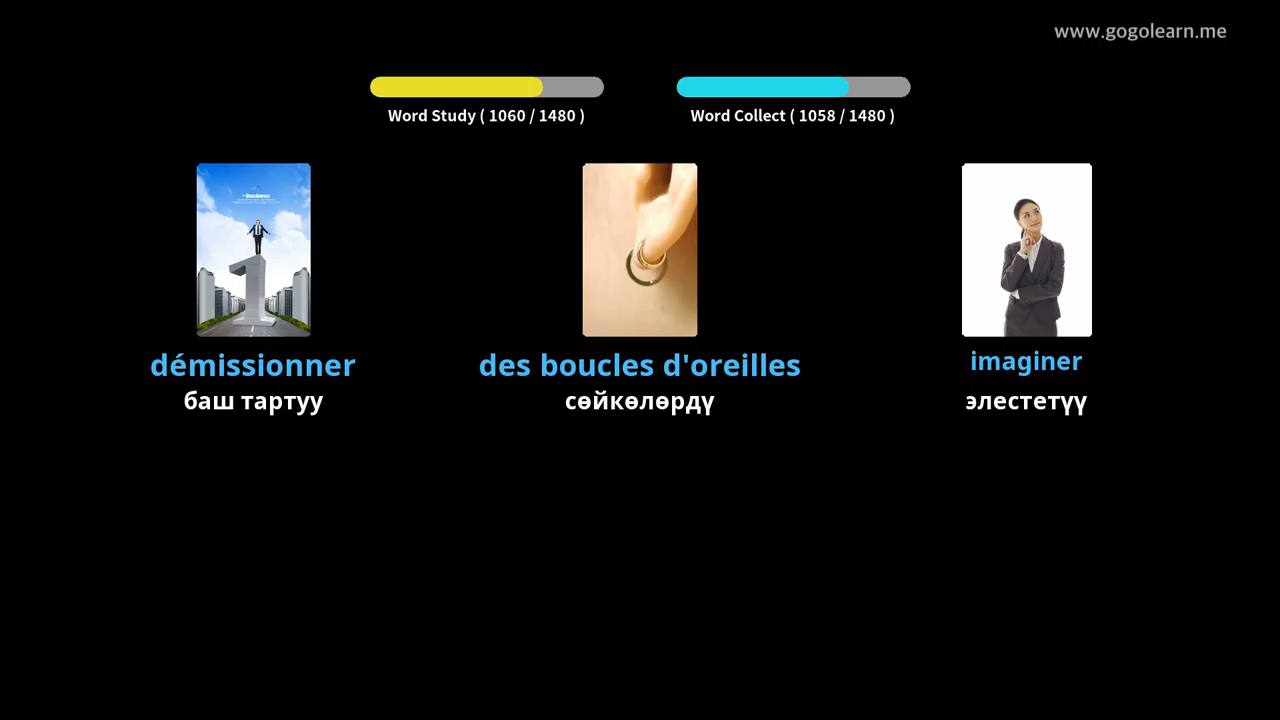 www.gogolearn.me
Word Study ( 1060 / 1480 )
Word Collect ( 1058 / 1480 )
Business
démissionner
des boucles d'oreilles
imaginer
баш тартуу
сөйкөлөрдү
элестетүү